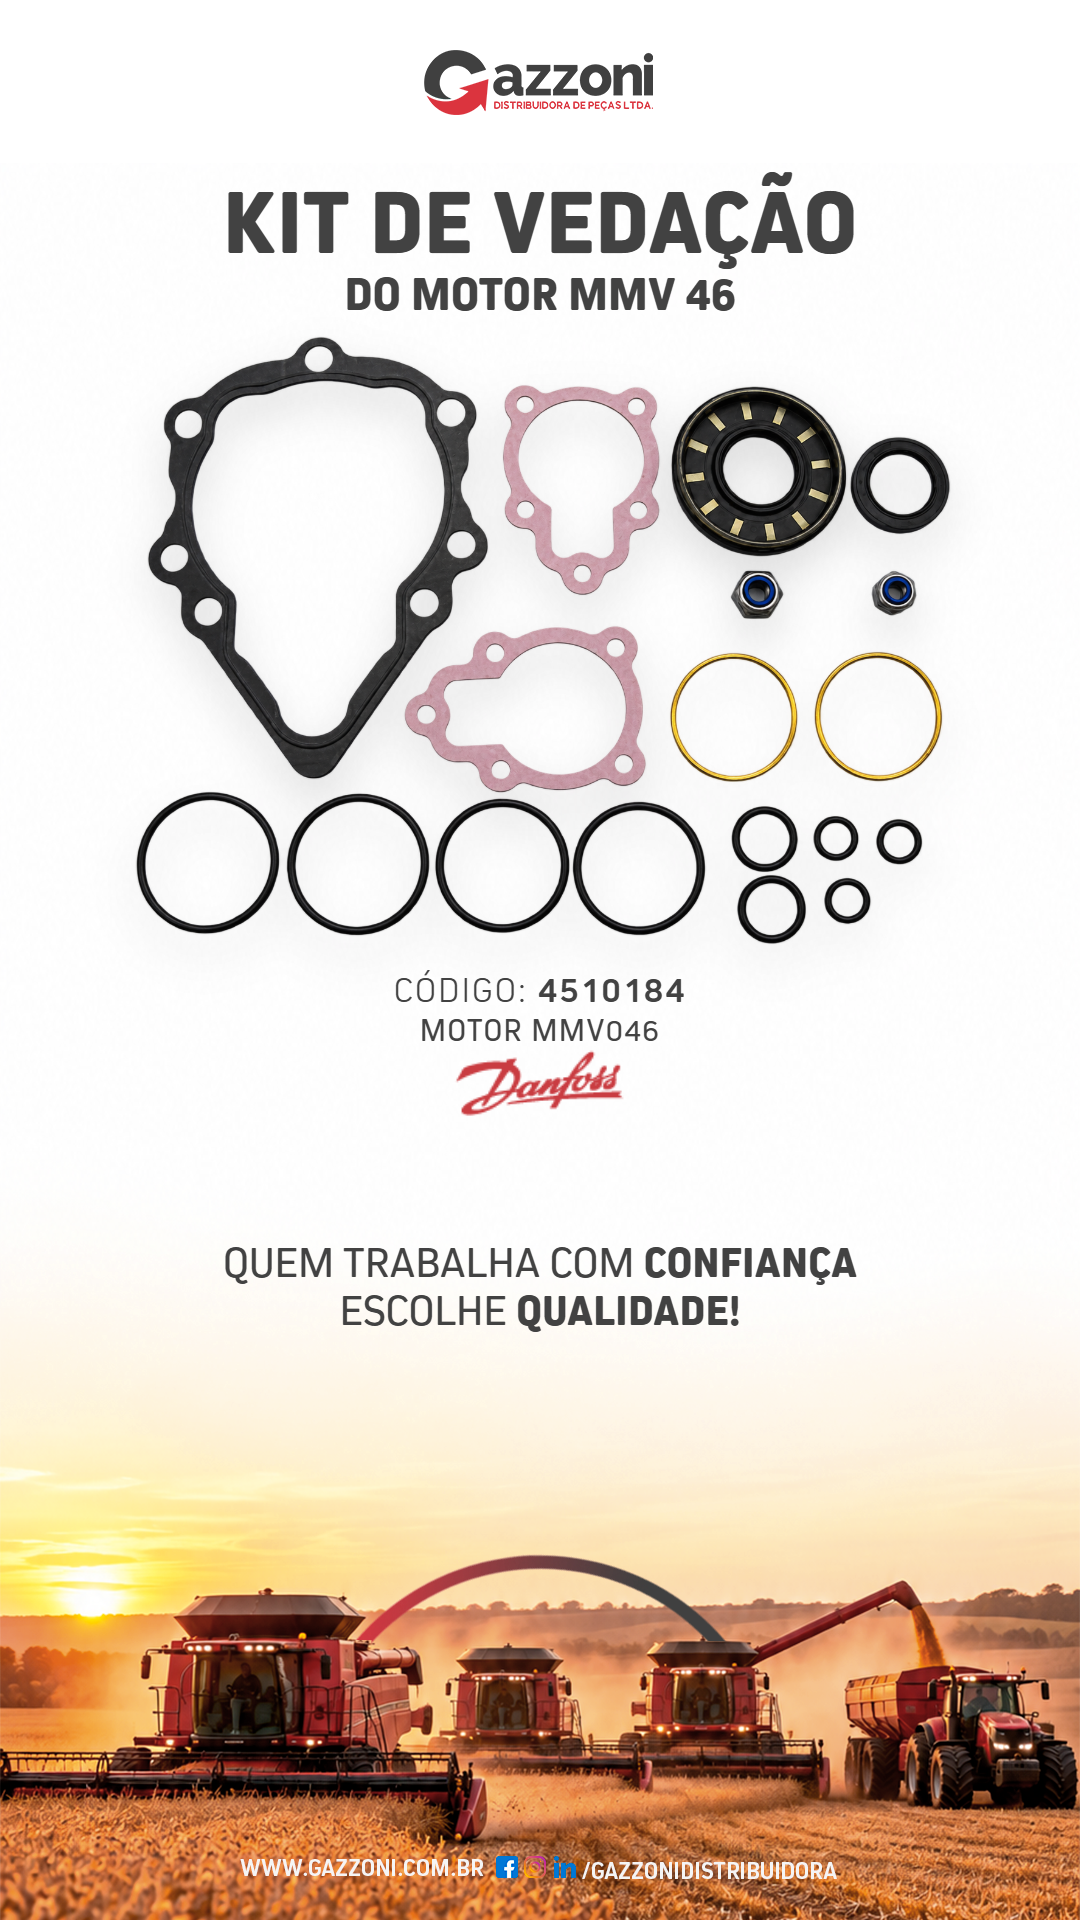 Gazzoni
DISTRIBUIDORA DE PEÇAS LTDA.
KIT DE VEDAÇÃO
DO MOTOR MMV 46
CÓDIGO: 4510184
MOTOR MMV046
Danfoss
QUEM TRABALHA COM CONFIANÇA
ESCOLHE QUALIDADE!
WWW.GAZZONI.COM.BR /GAZZONIDISTRIBUIDORA